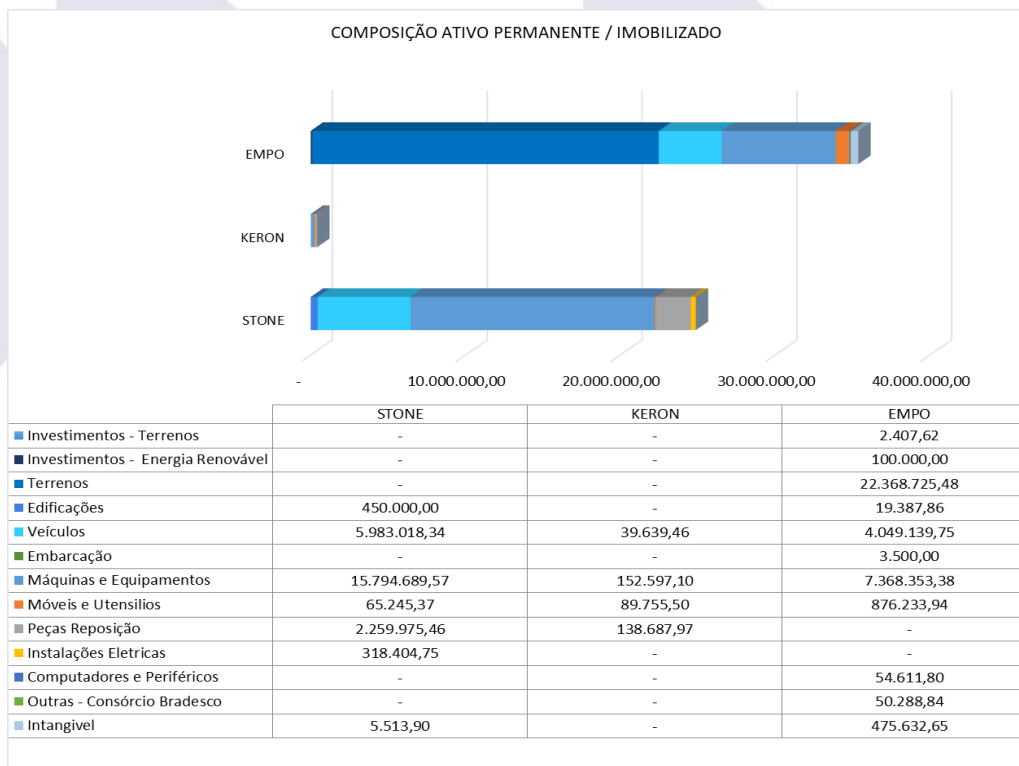 COMPOSIÇÃO ATIVO PERMANENTE / IMOBILIZADO
EMPO
KERON
STONE
- 10.000.000,00 20.000.000,00 30.000.000,00 40.000.000,00
STONE KERON EMPO
Investimentos - Terrenos - - 2.407,62
Investimentos - Energia Renovável - - 100.000,00
Terrenos - - 22.368.725,48
Edificações 450.000,00 - 19.387,86
Veículos 5.983.018,34 39.639,46 4.049.139,75
Embarcação - - 3.500,00
Máquinas e Equipamentos 15.794.689,57 152.597,10 7.368.353,38
Móveis e Utensilios 65.245,37 89.755,50 876.233,94
Peças Reposição 2.259.975,46 138.687,97 -
Instalações Eletricas 318.404,75 - -
Computadores e Periféricos - - 54.611,80
Outras - Consórcio Bradesco - - 50.288,84
Intangivel 5.513,90 - 475.632,65